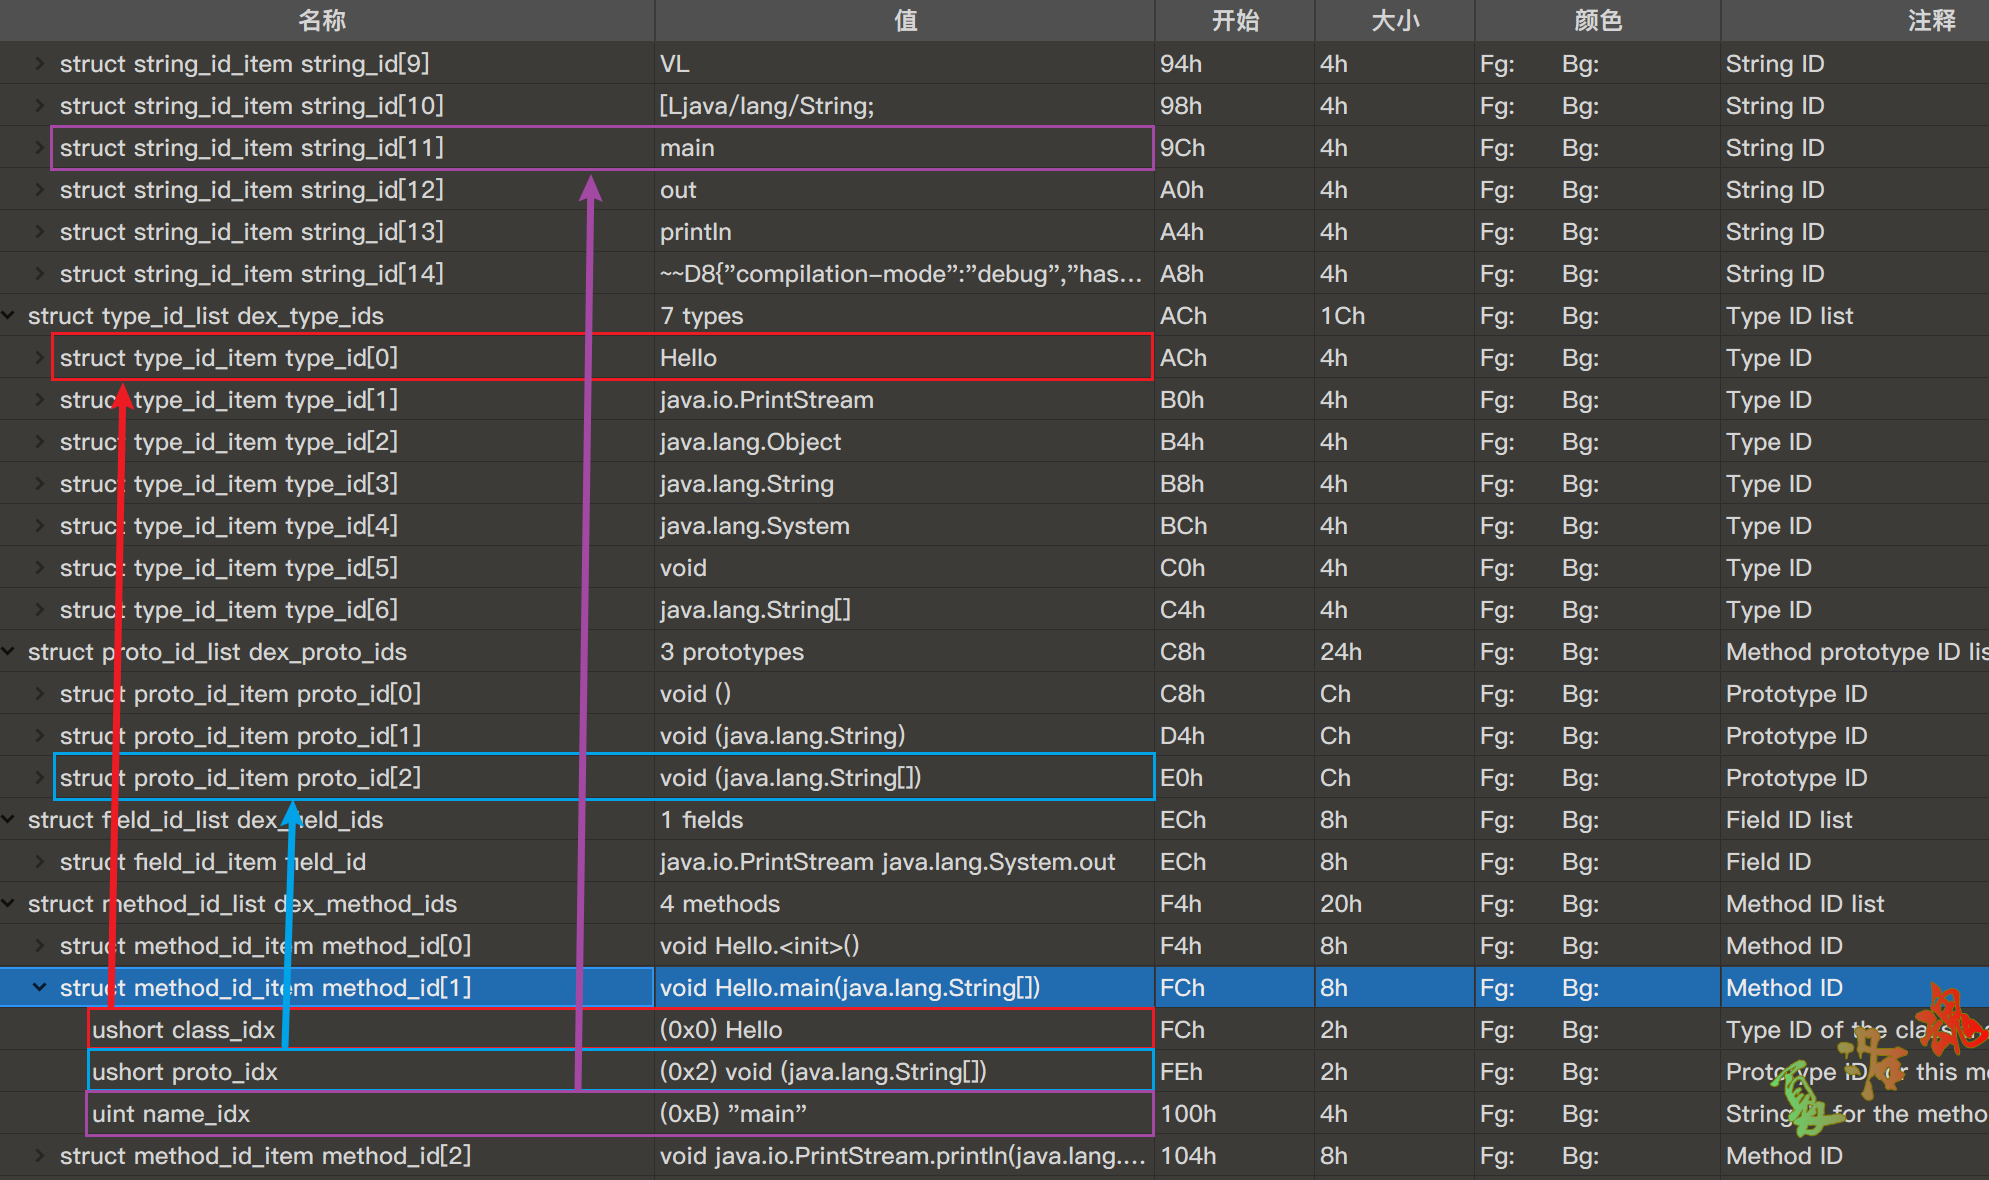 名称 值 开始 大小 颜色 注释
struct string_id_item string_id[9] VL 94h 4h Fg: Bg: String ID
struct string_id_item string_id[10] [Ljava/lang/String; 98h 4h Fg: Bg: String ID
struct string_id_item string_id[11] main 9Ch 4h Fg: Bg: String ID
struct string_id_item string_id[12] out A0h 4h Fg: Bg: String ID
struct string_id_item string_id[13] println A4h 4h Fg: Bg: String ID
struct string_id_item string_id[14] ~~D8{"compilation-mode":"debug","has... A8h 4h Fg: Bg: String ID
struct type_id_list dex_type_ids 7 types ACh 1Ch Fg: Bg: Type ID list
struct type_id_item type_id[0] Hello ACh 4h Fg: Bg: Type ID
struct type_id_item type_id[1] java.io.PrintStream B0h 4h Fg: Bg: Type ID
struct type_id_item type_id[2] java.lang.Object B4h 4h Fg: Bg: Type ID
struct type_id_item type_id[3] java.lang.String B8h 4h Fg: Bg: Type ID
struct type_id_item type_id[4] java.lang.System BCh 4h Fg: Bg: Type ID
struct type_id_item type_id[5] void C0h 4h Fg: Bg: Type ID
struct type_id_item type_id[6] java.lang.String[] C4h 4h Fg: Bg: Type ID
struct proto_id_list dex_proto_ids 3 prototypes C8h 24h Fg: Bg: Method prototype ID lis
struct proto_id_item proto_id[0] void () C8h Ch Fg: Bg: Prototype ID
struct proto_id_item proto_id[1] void (java.lang.String) D4h Ch Fg: Bg: Prototype ID
struct proto_id_item proto_id[2] void (java.lang.String[]) E0h Ch Fg: Bg: Prototype ID
struct field_id_list dex_field_ids 1 fields ECh 8h Fg: Bg: Field ID list
struct field_id_item field_id java.io.PrintStream java.lang.System.out ECh 8h Fg: Bg: Field ID
struct method_id_list dex_method_ids 4 methods F4h 20h Fg: Bg: Method ID list
struct method_id_item method_id[0] void Hello.<init>() F4h 8h Fg: Bg: Method ID
struct method_id_item method_id[1] void Hello.main(java.lang.String[]) FCh 8h Fg: Bg: Method ID
ushort class_idx (0x0) Hello FCh 2h Fg: Bg: Type ID of the clas
ushort proto_idx (0x2) void (java.lang.String[]) FEh 2h Fg: Bg: Prototype ID for this me
uint name_idx (0xB) "main" 100h 4h Fg: Bg: String for the metho
struct method_id_item method_id[2] void java.io.PrintStream.println(java.lang.... 104h 8h Fg: Bg: Method ID